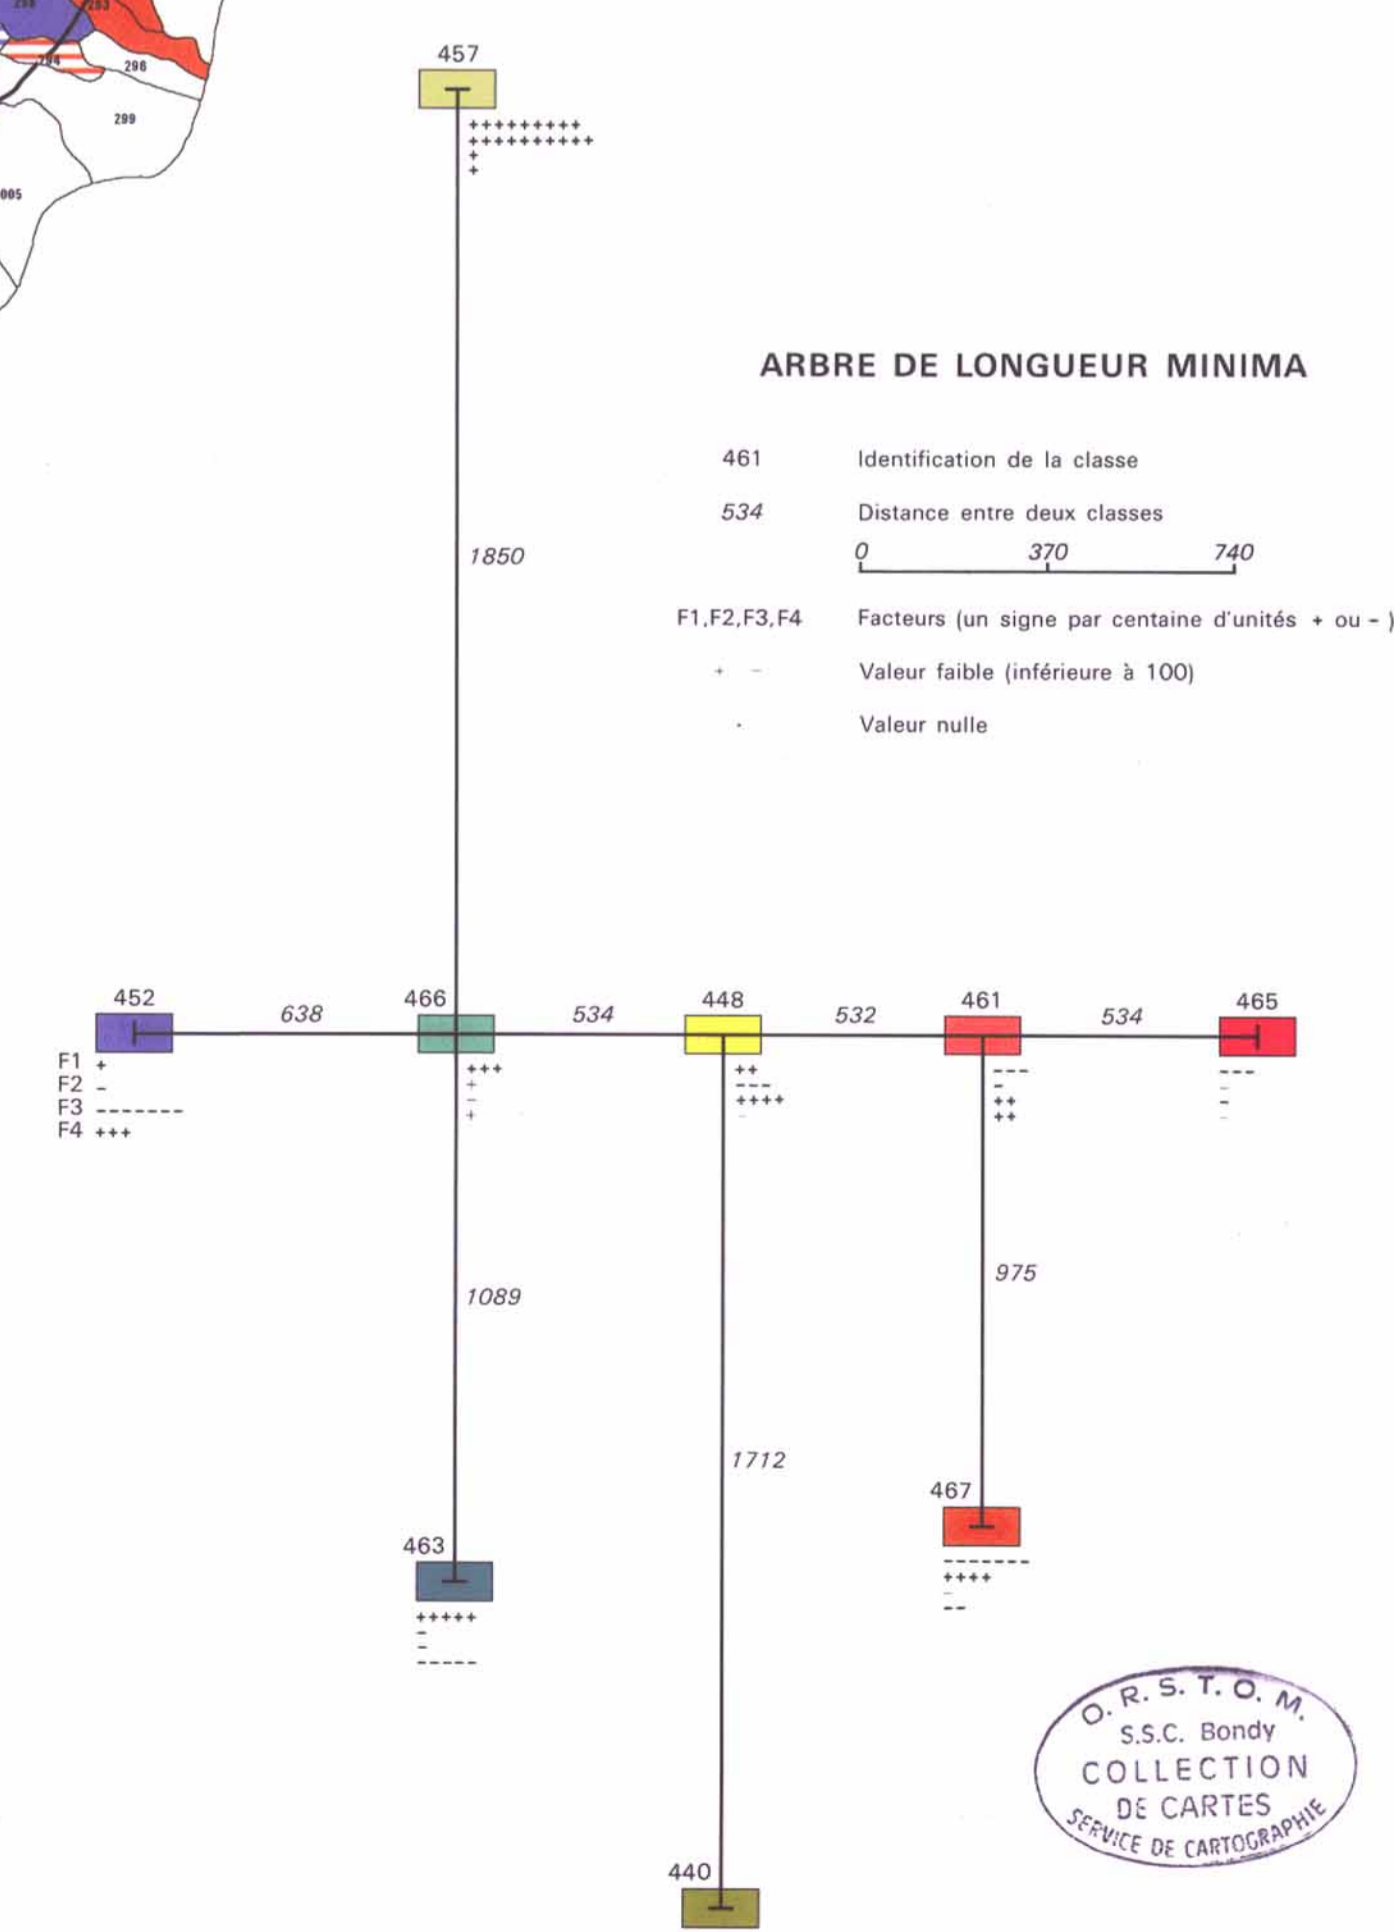 293
294
296
299
005
457
+++++++++
++++++++++
+
+
ARBRE DE LONGUEUR MINIMA
461 Identification de la classe
534 Distance entre deux classes
0 370 740
F1,F2,F3,F4 Facteurs (un signe par centaine d'unités + ou - )
+ - Valeur faible (inférieure à 100)
. Valeur nulle
1850
452 638 466 534 448 532 461 534 465
F1 +
F2 -
F3 -------
F4 +++
+++
+
-
+
++
---
++++
-
---
-
++
++
---
-
-
-
975
1089
1712
467
-------
++++
-
--
463
+++++
-
-
-----
440
O. R. S. T. O. M.
S.S.C. Bondy
COLLECTION
DE CARTES
SERVICE DE CARTOGRAPHIE